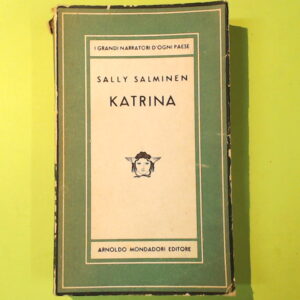 I GRANDI NARRATORI D'OGNI PAESE
SALLY SALMINEN
KATRINA
ARNOLDO MONDADORI EDITORE